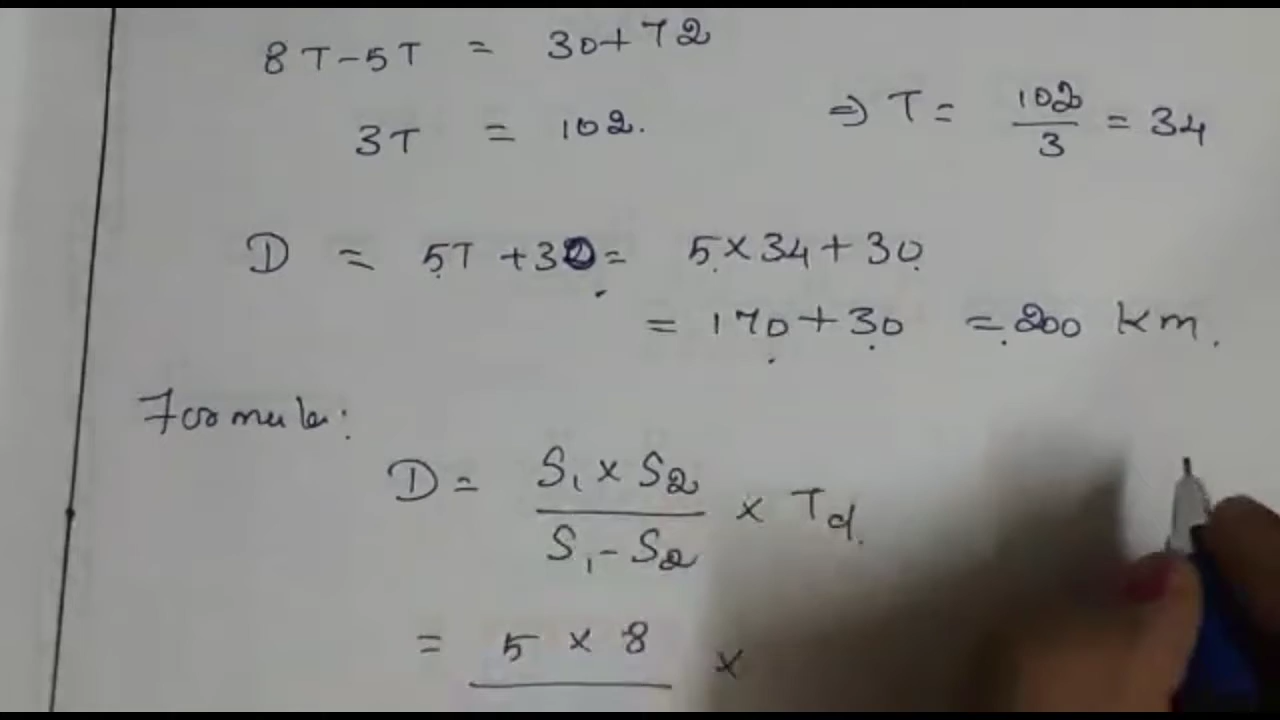 8T-5T = 30+72
3T = 102. ⇒ T = 102/3 = 34
D = 5T +30 = 5×34+30
= 170+30 = 200 km.
Formula:
D = S₁ × S₂ / S₁ - S₂ × Td.
= 5 × 8 ×